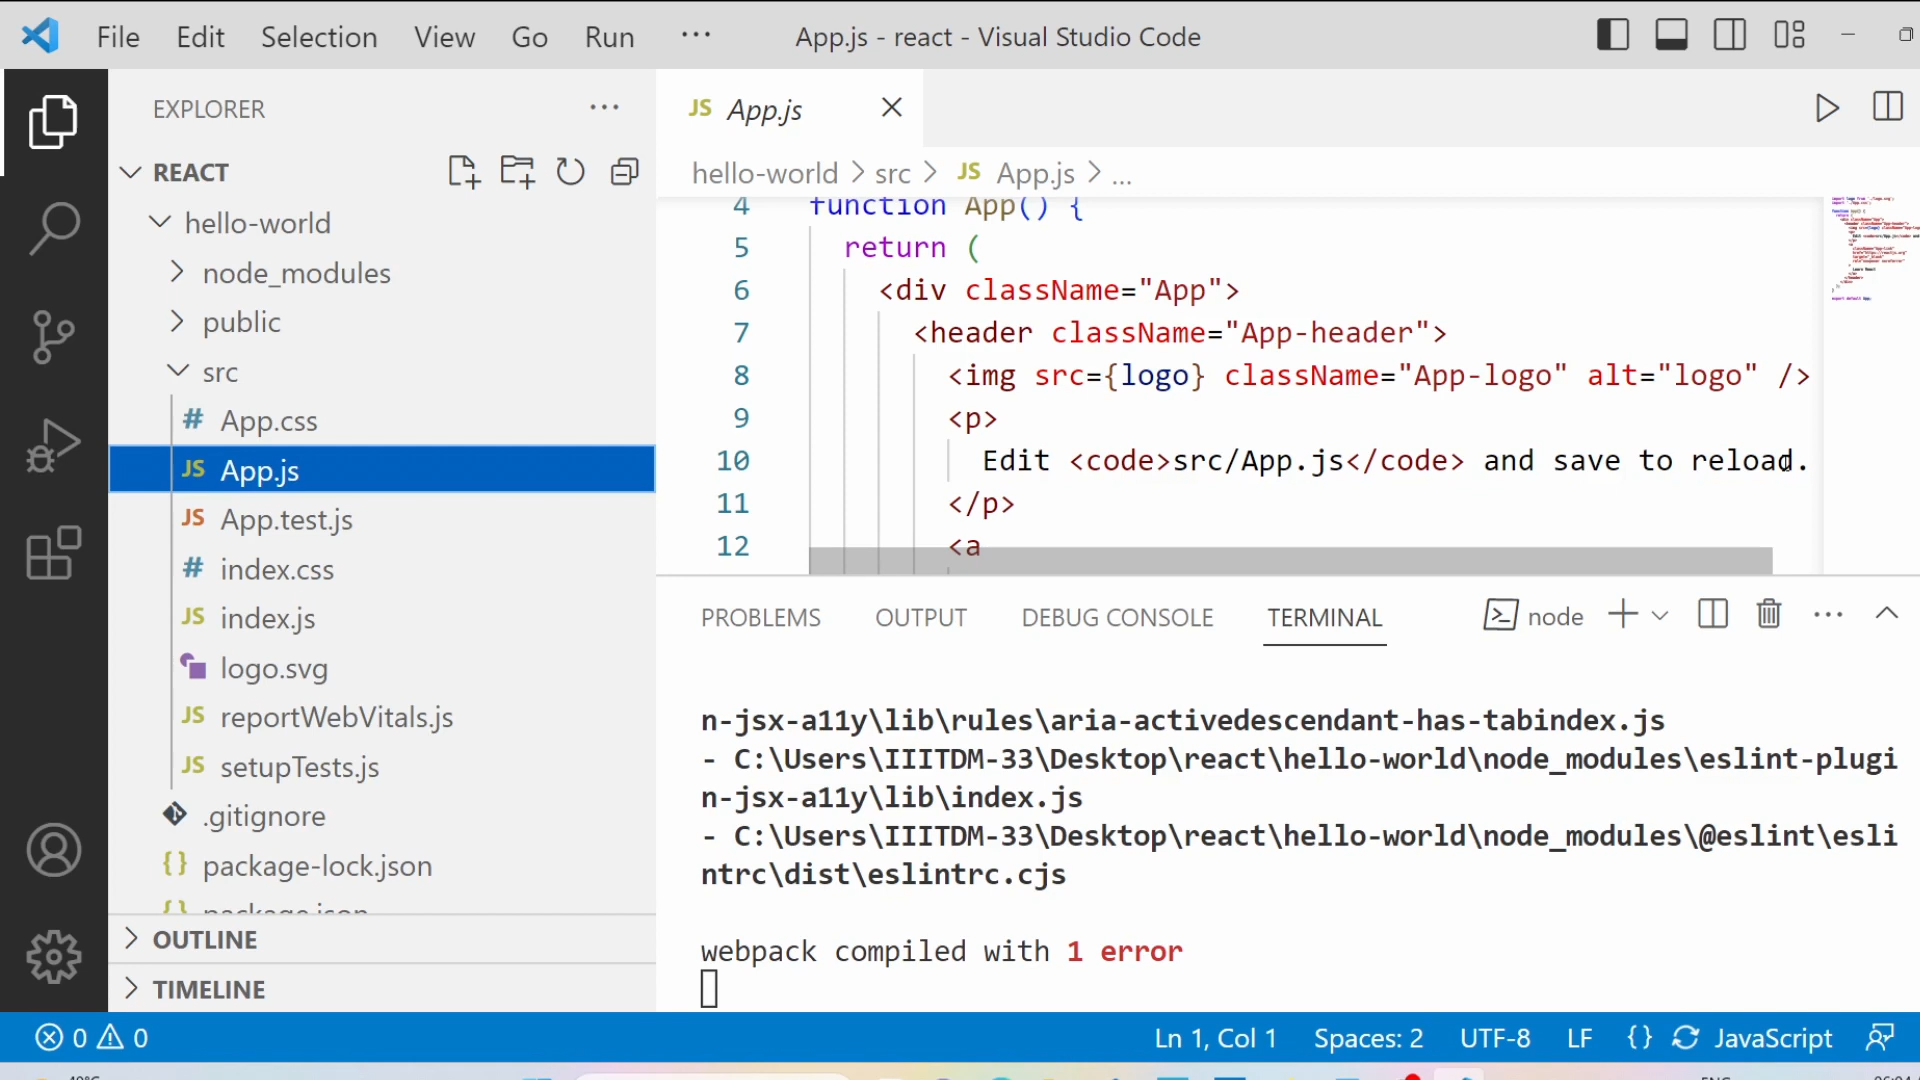 File Edit Selection View Go Run ... App.js - react - Visual Studio Code
EXPLORER ...
REACT
hello-world
node_modules
public
src
# App.css
JS App.js
JS App.test.js
# index.css
JS index.js
logo.svg
JS reportWebVitals.js
JS setupTests.js
.gitignore
{} package-lock.json
{} package.json
OUTLINE
TIMELINE
JS App.js
hello-world > src > JS App.js > ...
4 function App() {
5 return (
6 <div className="App">
7 <header className="App-header">
8 <img src={logo} className="App-logo" alt="logo" />
9 <p>
10 Edit <code>src/App.js</code> and save to reload.
11 </p>
12 <a
PROBLEMS OUTPUT DEBUG CONSOLE TERMINAL node ...
n-jsx-a11y\lib\rules\aria-activedescendant-has-tabindex.js
- C:\Users\IIITDM-33\Desktop\react\hello-world\node_modules\eslint-plugi
n-jsx-a11y\lib\index.js
- C:\Users\IIITDM-33\Desktop\react\hello-world\node_modules\@eslint\esli
ntrc\dist\eslintrc.cjs
webpack compiled with 1 error
0 0 Ln 1, Col 1 Spaces: 2 UTF-8 LF {} JavaScript